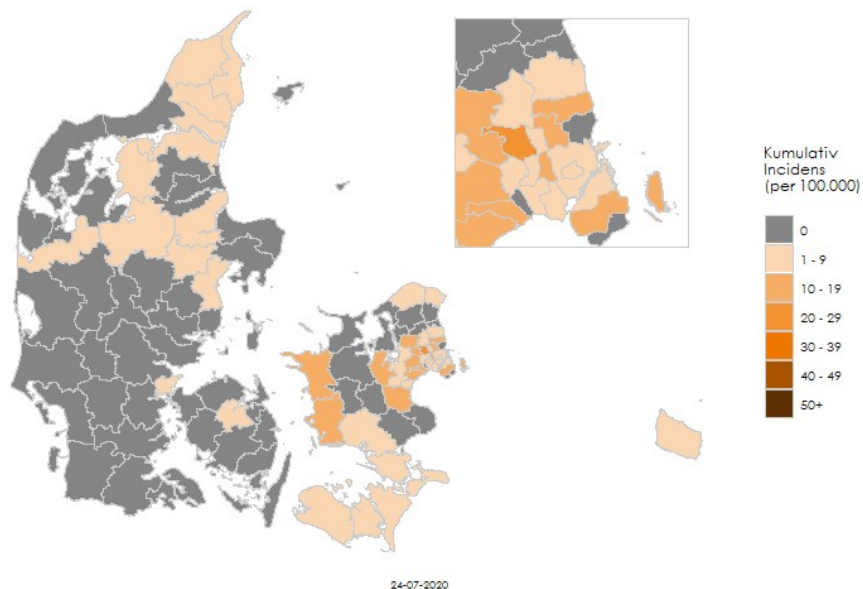 Kumulativ
Incidens
(per 100.000)
0
1 - 9
10 - 19
20 - 29
30 - 39
40 - 49
50+
24-07-2020